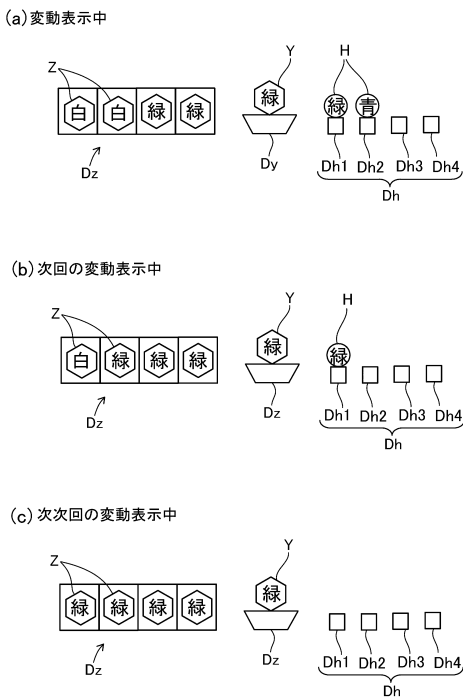 (a)変動表示中
Z Y H
白 白 緑 緑 緑 緑 青
Dz Dy Dh1 Dh2 Dh3 Dh4
Dh
(b)次回の変動表示中
Z Y H
白 緑 緑 緑 緑 緑
Dz Dz Dh1 Dh2 Dh3 Dh4
Dh
(c)次次回の変動表示中
Z Y
緑 緑 緑 緑 緑
Dz Dz Dh1 Dh2 Dh3 Dh4
Dh